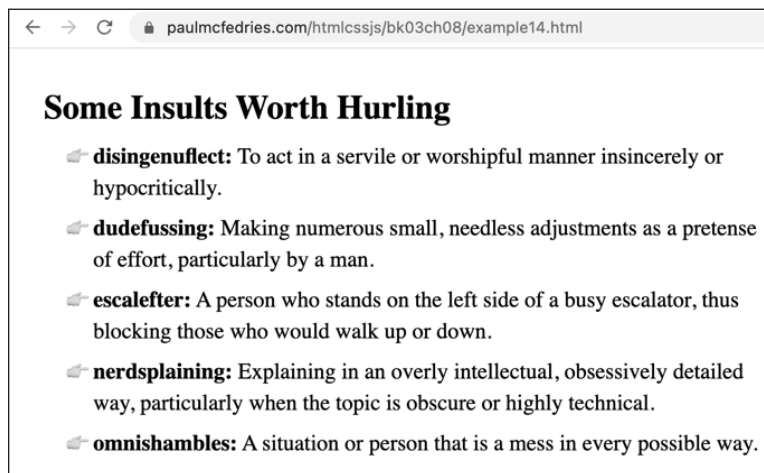 paulmcfedries.com/htmlcssjs/bk03ch08/example14.html
Some Insults Worth Hurling
disingenuflect: To act in a servile or worshipful manner insincerely or
hypocritically.
dudefussing: Making numerous small, needless adjustments as a pretense
of effort, particularly by a man.
escalefter: A person who stands on the left side of a busy escalator, thus
blocking those who would walk up or down.
nerdsplaining: Explaining in an overly intellectual, obsessively detailed
way, particularly when the topic is obscure or highly technical.
omnishambles: A situation or person that is a mess in every possible way.